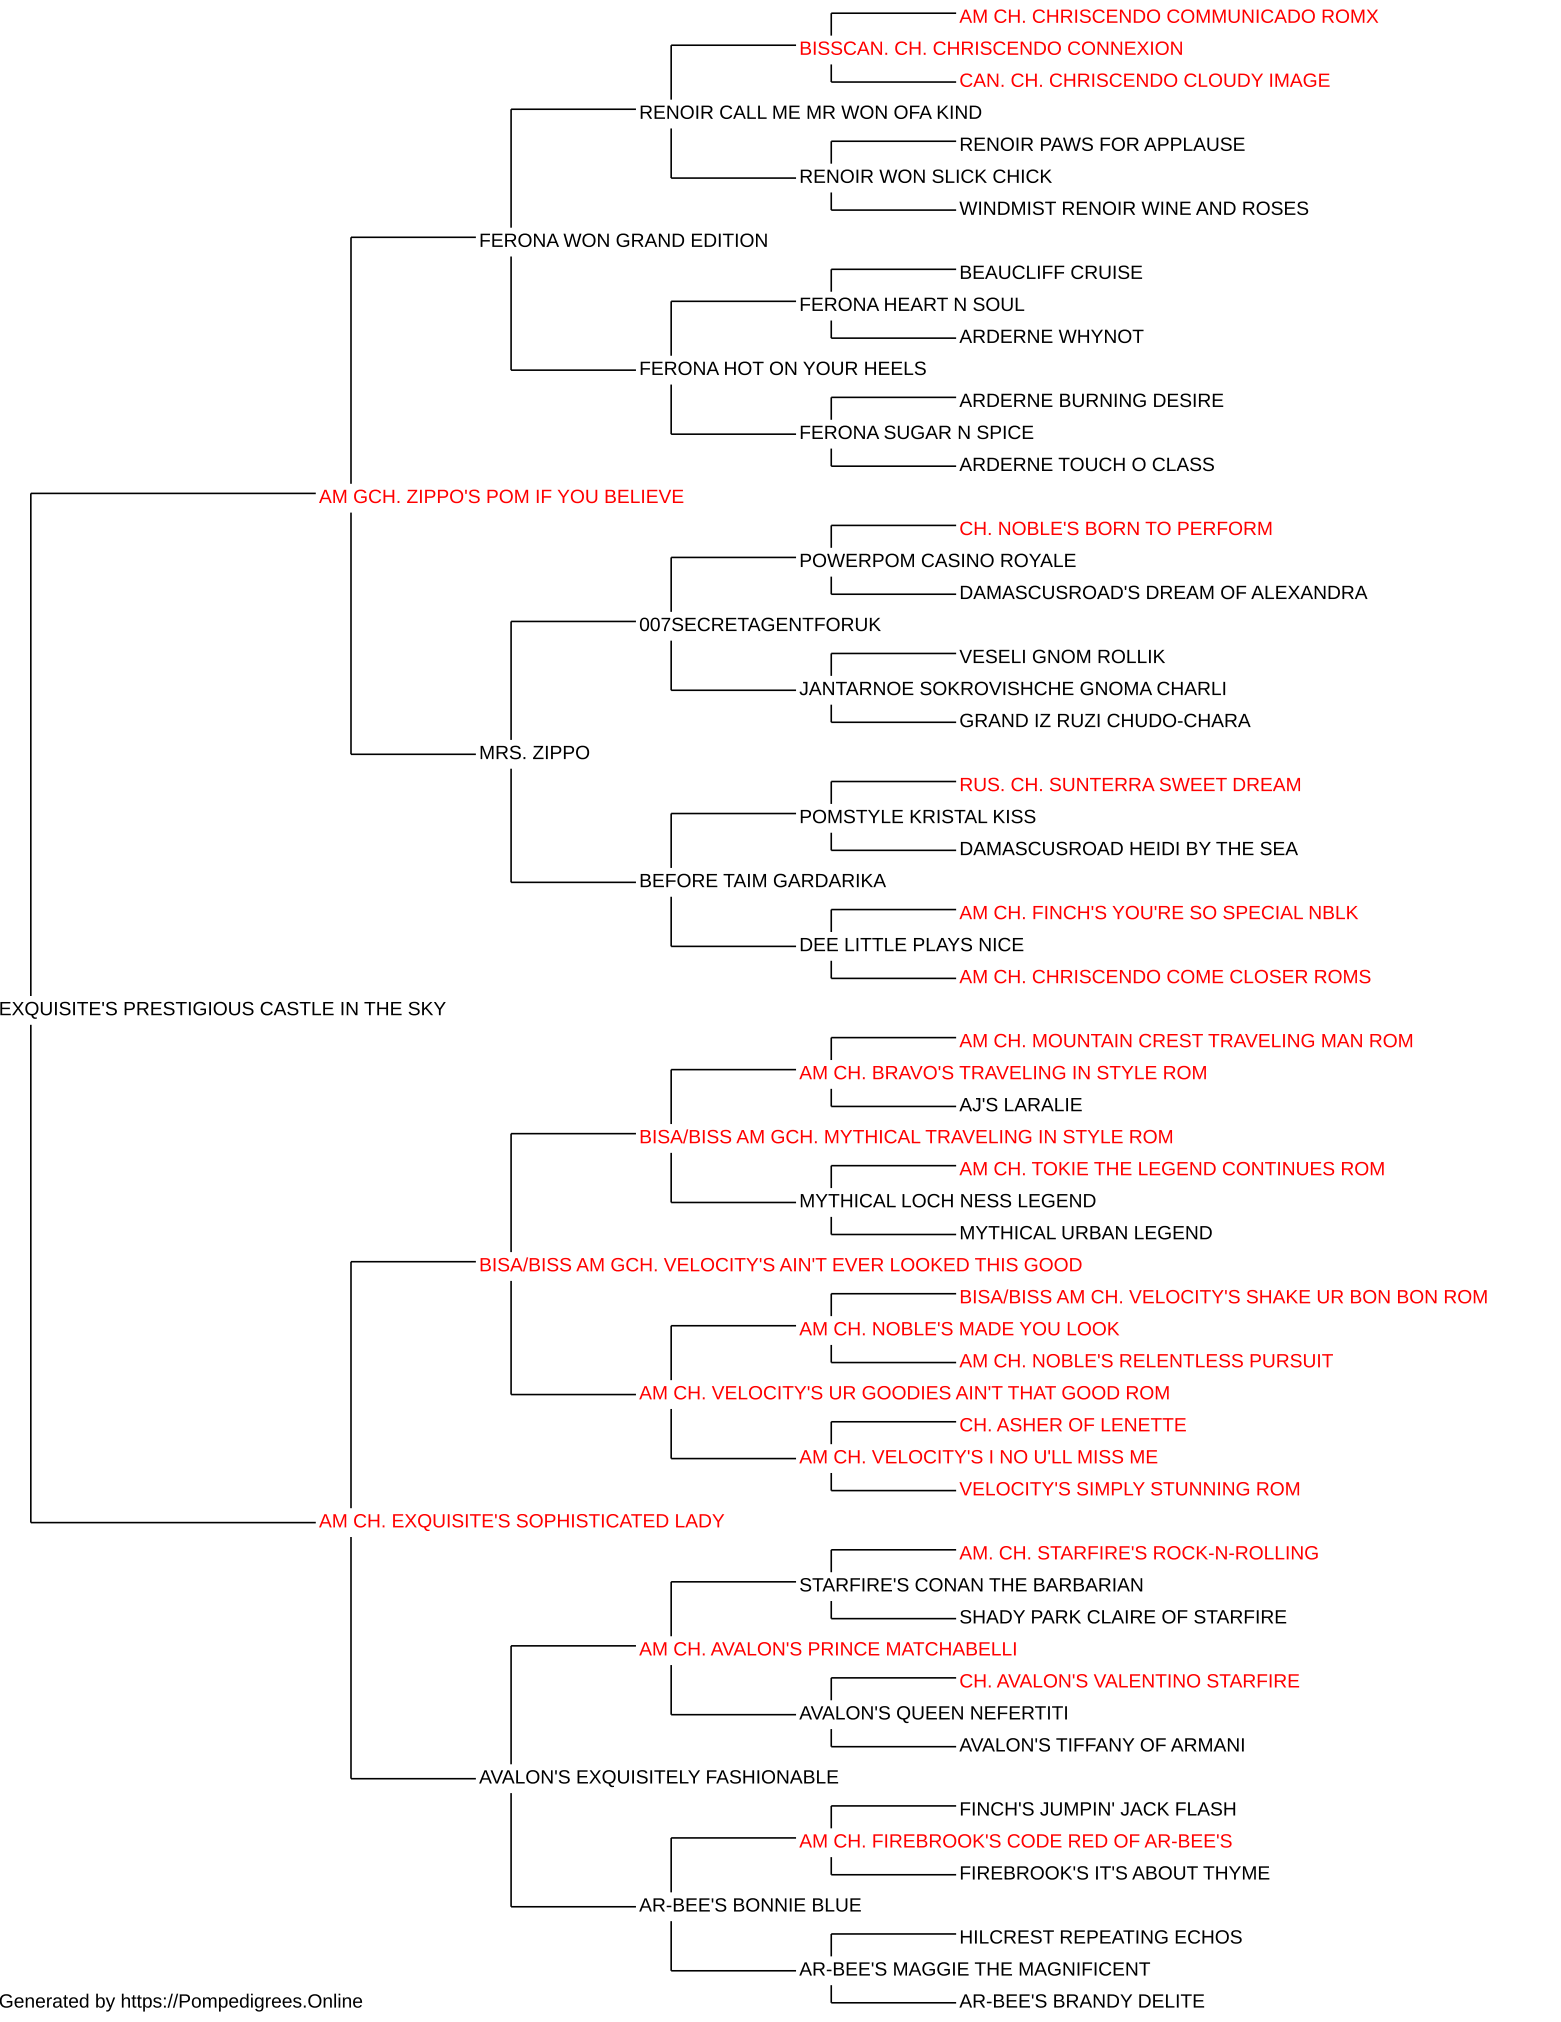 AM CH. CHRISCENDO COMMUNICADO ROMX
BISSCAN. CH. CHRISCENDO CONNEXION
CAN. CH. CHRISCENDO CLOUDY IMAGE
RENOIR CALL ME MR WON OFA KIND
RENOIR PAWS FOR APPLAUSE
RENOIR WON SLICK CHICK
WINDMIST RENOIR WINE AND ROSES
FERONA WON GRAND EDITION
BEAUCLIFF CRUISE
FERONA HEART N SOUL
ARDERNE WHYNOT
FERONA HOT ON YOUR HEELS
ARDERNE BURNING DESIRE
FERONA SUGAR N SPICE
ARDERNE TOUCH O CLASS
AM GCH. ZIPPO'S POM IF YOU BELIEVE
CH. NOBLE'S BORN TO PERFORM
POWERPOM CASINO ROYALE
DAMASCUSROAD'S DREAM OF ALEXANDRA
007SECRETAGENTFORUK
VESELI GNOM ROLLIK
JANTARNOE SOKROVISHCHE GNOMA CHARLI
GRAND IZ RUZI CHUDO-CHARA
MRS. ZIPPO
RUS. CH. SUNTERRA SWEET DREAM
POMSTYLE KRISTAL KISS
DAMASCUSROAD HEIDI BY THE SEA
BEFORE TAIM GARDARIKA
AM CH. FINCH'S YOU'RE SO SPECIAL NBLK
DEE LITTLE PLAYS NICE
AM CH. CHRISCENDO COME CLOSER ROMS
EXQUISITE'S PRESTIGIOUS CASTLE IN THE SKY
AM CH. MOUNTAIN CREST TRAVELING MAN ROM
AM CH. BRAVO'S TRAVELING IN STYLE ROM
AJ'S LARALIE
BISA/BISS AM GCH. MYTHICAL TRAVELING IN STYLE ROM
AM CH. TOKIE THE LEGEND CONTINUES ROM
MYTHICAL LOCH NESS LEGEND
MYTHICAL URBAN LEGEND
BISA/BISS AM GCH. VELOCITY'S AIN'T EVER LOOKED THIS GOOD
BISA/BISS AM CH. VELOCITY'S SHAKE UR BON BON ROM
AM CH. NOBLE'S MADE YOU LOOK
AM CH. NOBLE'S RELENTLESS PURSUIT
AM CH. VELOCITY'S UR GOODIES AIN'T THAT GOOD ROM
CH. ASHER OF LENETTE
AM CH. VELOCITY'S I NO U'LL MISS ME
VELOCITY'S SIMPLY STUNNING ROM
AM CH. EXQUISITE'S SOPHISTICATED LADY
AM. CH. STARFIRE'S ROCK-N-ROLLING
STARFIRE'S CONAN THE BARBARIAN
SHADY PARK CLAIRE OF STARFIRE
AM CH. AVALON'S PRINCE MATCHABELLI
CH. AVALON'S VALENTINO STARFIRE
AVALON'S QUEEN NEFERTITI
AVALON'S TIFFANY OF ARMANI
AVALON'S EXQUISITELY FASHIONABLE
FINCH'S JUMPIN' JACK FLASH
AM CH. FIREBROOK'S CODE RED OF AR-BEE'S
FIREBROOK'S IT'S ABOUT THYME
AR-BEE'S BONNIE BLUE
HILCREST REPEATING ECHOS
AR-BEE'S MAGGIE THE MAGNIFICENT
AR-BEE'S BRANDY DELITE
Generated by https://Pompedigrees.Online